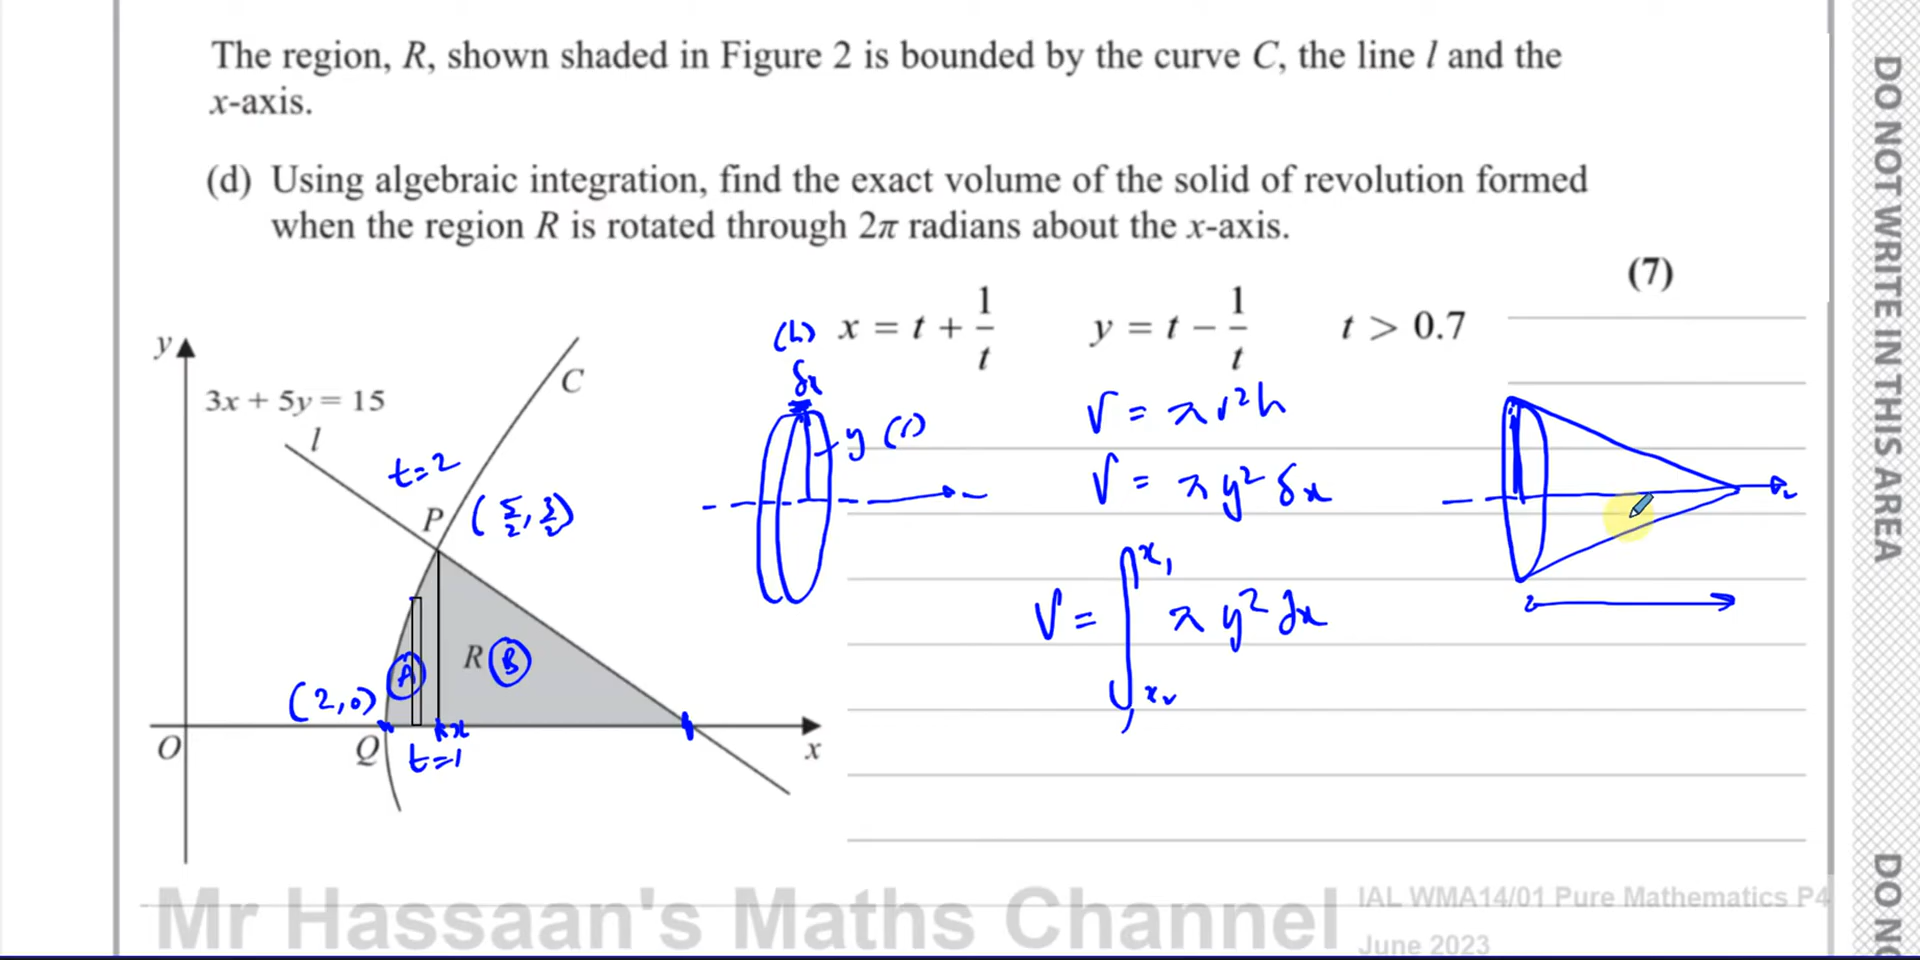 The region, R, shown shaded in Figure 2 is bounded by the curve C, the line l and the
x-axis.
(d) Using algebraic integration, find the exact volume of the solid of revolution formed
when the region R is rotated through 2π radians about the x-axis.
(7)
x = t + 1/t    y = t − 1/t    t > 0.7
(h)
δx
y (r)
V = πr²h
V = πy²δx
V = ∫ x₁ x₂ πy² dx
y
3x + 5y = 15
l
C
t=2
P (5/2, 3/2)
R
A
B
(2,0)
O
Q
t=1
x
x
DO NOT WRITE IN THIS AREA
DO NO
Mr Hassaan's Maths Channel
IAL WMA14/01 Pure Mathematics P4
June 2023